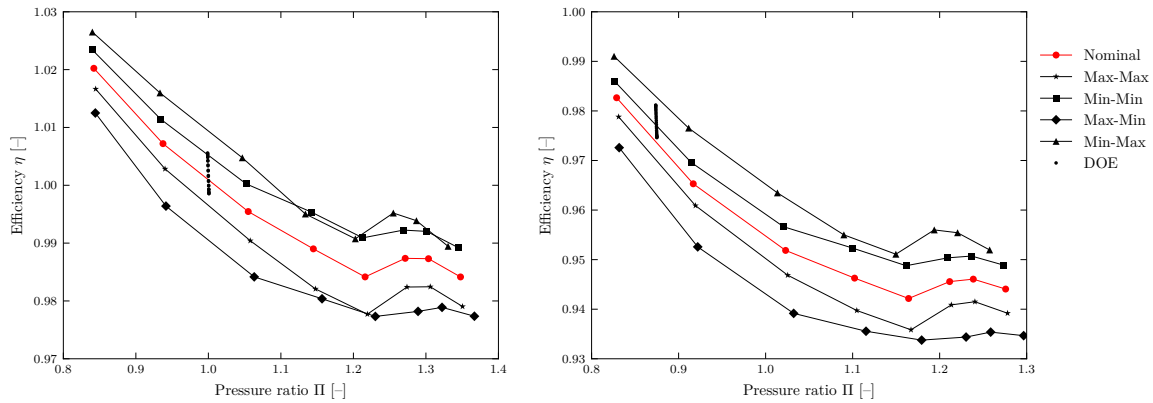 1.03
1.02
1.01
1.00
0.99
0.98
0.97
Efficiency η [–]
0.8
0.9
1.0
1.1
1.2
1.3
1.4
Pressure ratio Π [–]
1.00
0.99
0.98
0.97
0.96
0.95
0.94
0.93
Efficiency η [–]
0.8
0.9
1.0
1.1
1.2
1.3
Pressure ratio Π [–]
Nominal
Max-Max
Min-Min
Max-Min
Min-Max
DOE